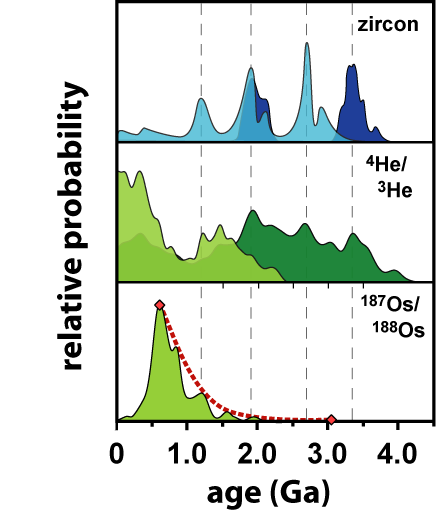 zircon
⁴He/
³He
¹⁸⁷Os/
¹⁸⁸Os
relative probability
0 1.0 2.0 3.0 4.0
age (Ga)